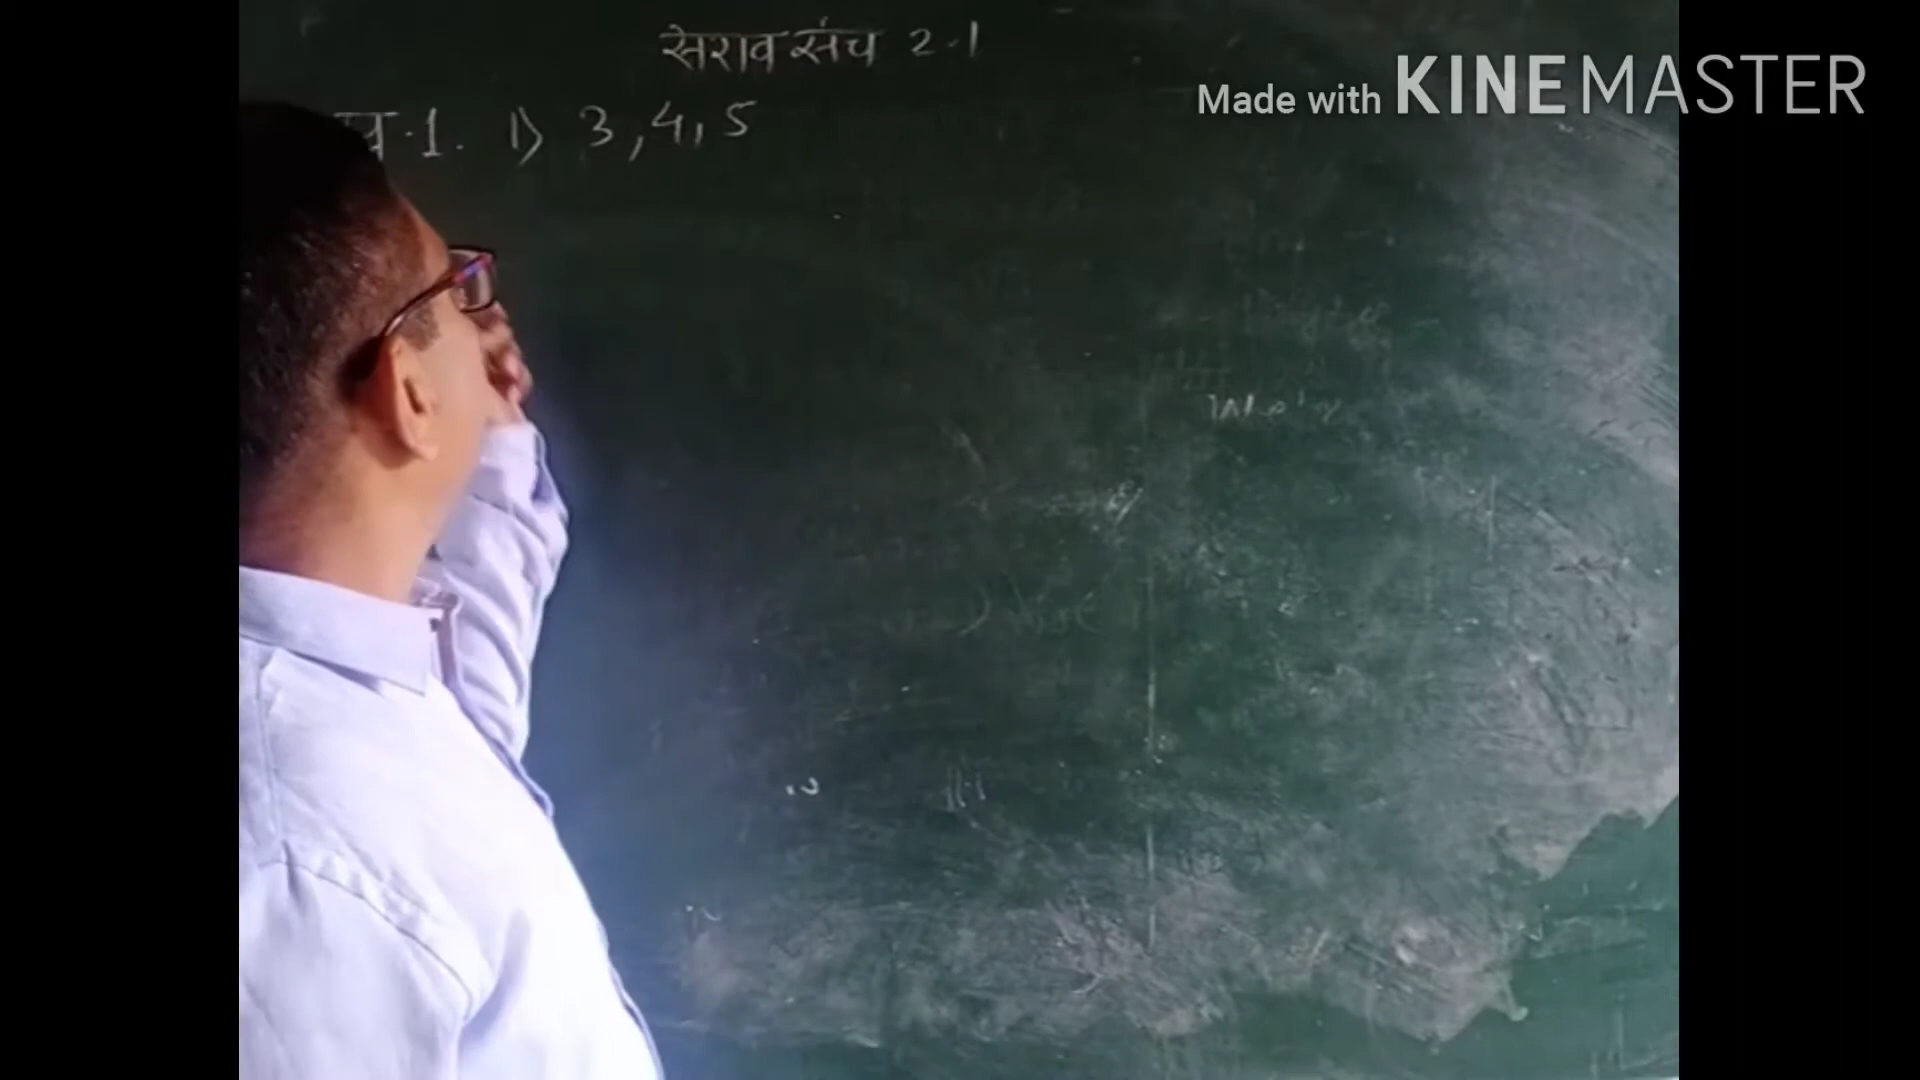 सराव संच 2.1
Made with KINEMASTER
प्र.1. 1) 3, 4, 5